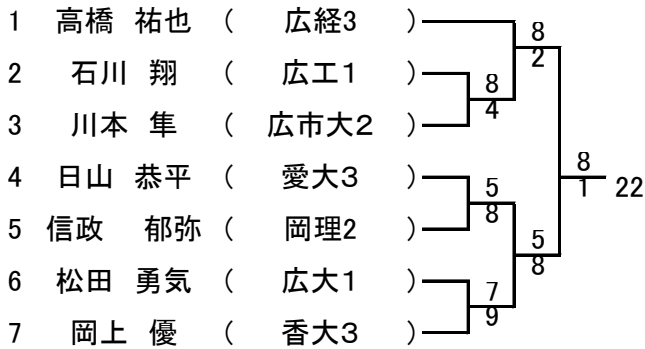 1 高橋 祐也 ( 広経3 )
8
2
2 石川 翔 ( 広工1 )
8
4
3 川本 隼 ( 広市大2 )
8
1 22
4 日山 恭平 ( 愛大3 )
5
8
5 信政 郁弥 ( 岡理2 )
5
8
6 松田 勇気 ( 広大1 )
7
9
7 岡上 優 ( 香大3 )